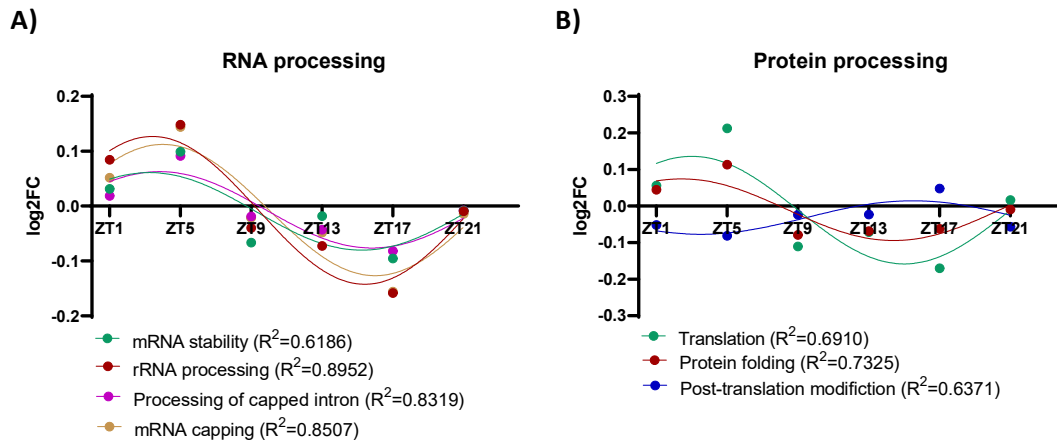 A)
RNA processing
log2FC
0.2
0.1
0.0
-0.1
-0.2
ZT1 ZT5 ZT9 ZT13 ZT17 ZT21
mRNA stability (R²=0.6186)
rRNA processing (R²=0.8952)
Processing of capped intron (R²=0.8319)
mRNA capping (R²=0.8507)
B)
Protein processing
log2FC
0.3
0.2
0.1
0.0
-0.1
-0.2
-0.3
ZT1 ZT5 ZT9 ZT13 ZT17 ZT21
Translation (R²=0.6910)
Protein folding (R²=0.7325)
Post-translation modifiction (R²=0.6371)